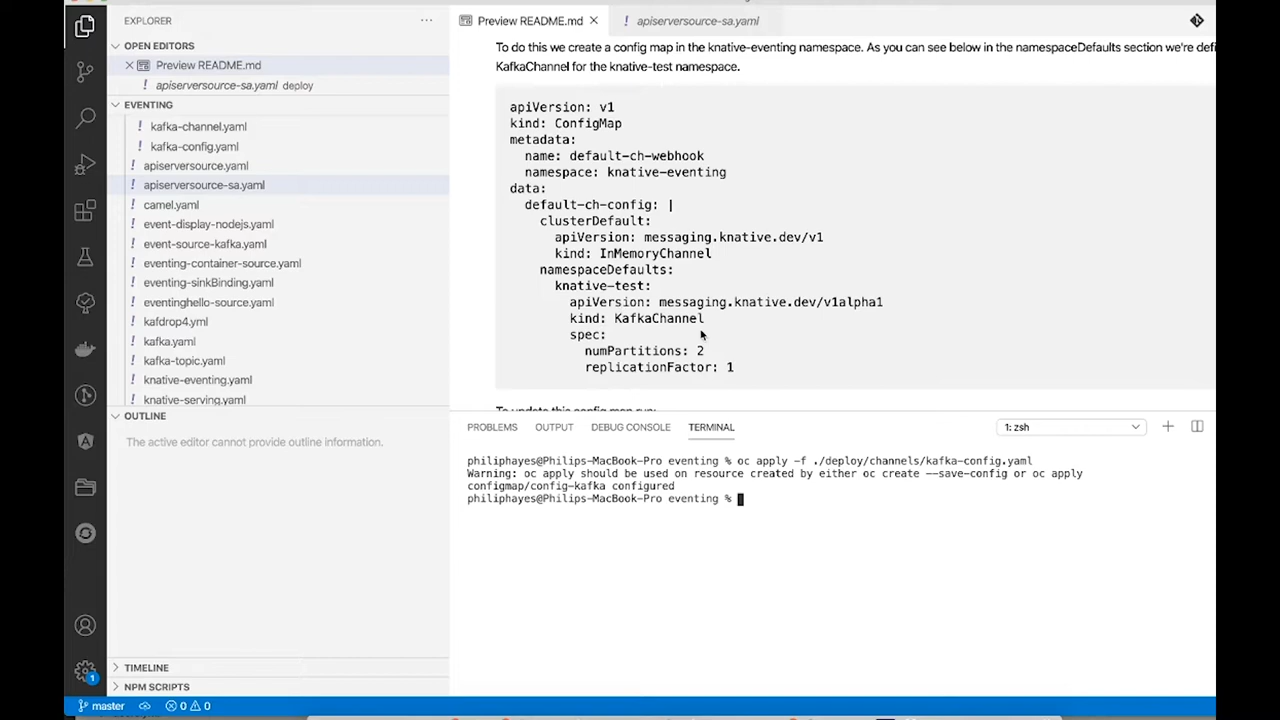 EXPLORER
OPEN EDITORS
Preview README.md
apiserversource-sa.yaml deploy
EVENTING
kafka-channel.yaml
kafka-config.yaml
apiserversource.yaml
apiserversource-sa.yaml
camel.yaml
event-display-nodejs.yaml
event-source-kafka.yaml
eventing-container-source.yaml
eventing-sinkBinding.yaml
eventinghello-source.yaml
kafdrop4.yml
kafka.yaml
kafka-topic.yaml
knative-eventing.yaml
knative-serving.yaml
OUTLINE
The active editor cannot provide outline information.
TIMELINE
NPM SCRIPTS
Preview README.md
apiserversource-sa.yaml
To do this we create a config map in the knative-eventing namespace. As you can see below in the namespaceDefaults section we're defi
KafkaChannel for the knative-test namespace.
apiVersion: v1
kind: ConfigMap
metadata:
name: default-ch-webhook
namespace: knative-eventing
data:
default-ch-config: |
clusterDefault:
apiVersion: messaging.knative.dev/v1
kind: InMemoryChannel
namespaceDefaults:
knative-test:
apiVersion: messaging.knative.dev/v1alpha1
kind: KafkaChannel
spec:
numPartitions: 2
replicationFactor: 1
To update this config map run:
PROBLEMS OUTPUT DEBUG CONSOLE TERMINAL 1: zsh
philiphayes@Philips-MacBook-Pro eventing % oc apply -f ./deploy/channels/kafka-config.yaml
Warning: oc apply should be used on resource created by either oc create --save-config or oc apply
configmap/config-kafka configured
philiphayes@Philips-MacBook-Pro eventing %
1
master 0 0